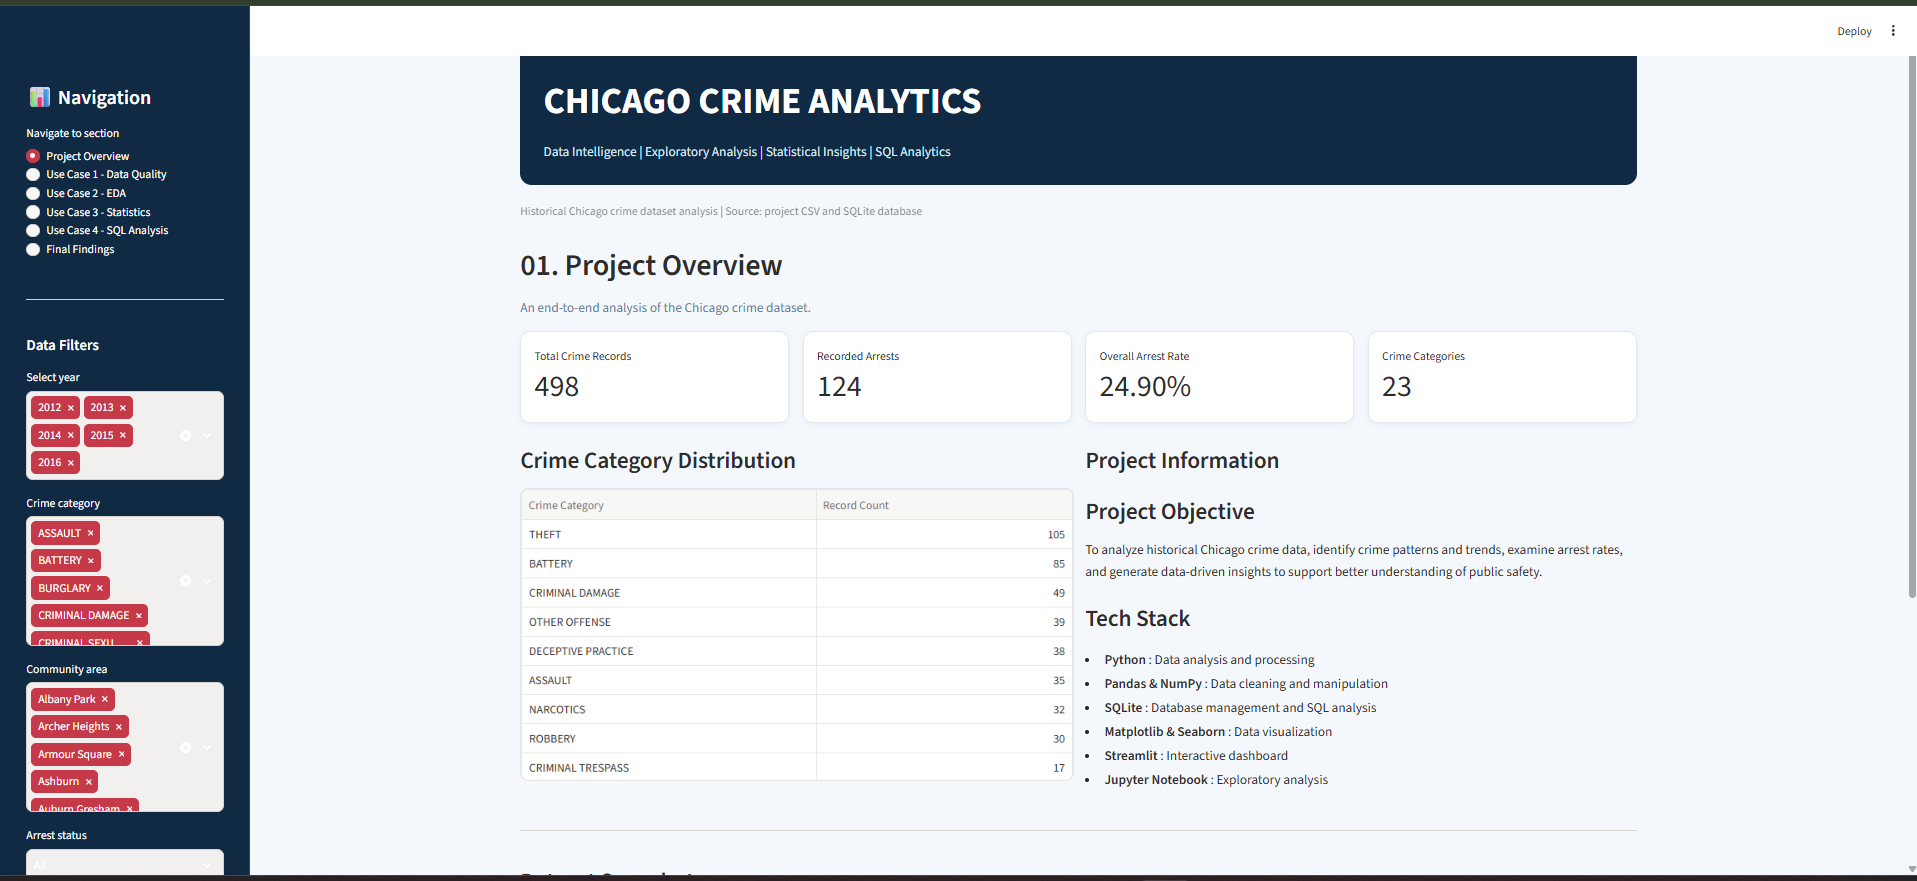 Deploy
Navigation
Navigate to section
Project Overview
Use Case 1 - Data Quality
Use Case 2 - EDA
Use Case 3 - Statistics
Use Case 4 - SQL Analysis
Final Findings
Data Filters
Select year
2012 × 2013 ×
2014 × 2015 ×
2016 ×
Crime category
ASSAULT ×
BATTERY ×
BURGLARY ×
CRIMINAL DAMAGE ×
CRIMINAL SEXU... ×
Community area
Albany Park ×
Archer Heights ×
Armour Square ×
Ashburn ×
Auburn Gresham ×
Arrest status
All
CHICAGO CRIME ANALYTICS
Data Intelligence | Exploratory Analysis | Statistical Insights | SQL Analytics
Historical Chicago crime dataset analysis | Source: project CSV and SQLite database
01. Project Overview
An end-to-end analysis of the Chicago crime dataset.
Total Crime Records
498
Recorded Arrests
124
Overall Arrest Rate
24.90%
Crime Categories
23
Crime Category Distribution
Crime Category Record Count
THEFT 105
BATTERY 85
CRIMINAL DAMAGE 49
OTHER OFFENSE 39
DECEPTIVE PRACTICE 38
ASSAULT 35
NARCOTICS 32
ROBBERY 30
CRIMINAL TRESPASS 17
Project Information
Project Objective
To analyze historical Chicago crime data, identify crime patterns and trends, examine arrest rates,
and generate data-driven insights to support better understanding of public safety.
Tech Stack
• Python : Data analysis and processing
• Pandas & NumPy : Data cleaning and manipulation
• SQLite : Database management and SQL analysis
• Matplotlib & Seaborn : Data visualization
• Streamlit : Interactive dashboard
• Jupyter Notebook : Exploratory analysis